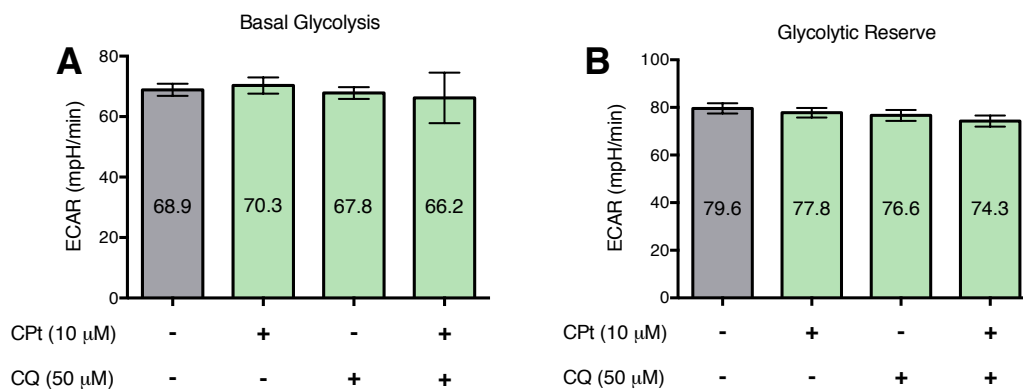 A
Basal Glycolysis
ECAR (mpH/min)
80
60
40
20
0
68.9
70.3
67.8
66.2
CPt (10 μM)
- + - +
CQ (50 μM)
- - + +
B
Glycolytic Reserve
ECAR (mpH/min)
100
80
60
40
20
0
79.6
77.8
76.6
74.3
CPt (10 μM)
- + - +
CQ (50 μM)
- - + +